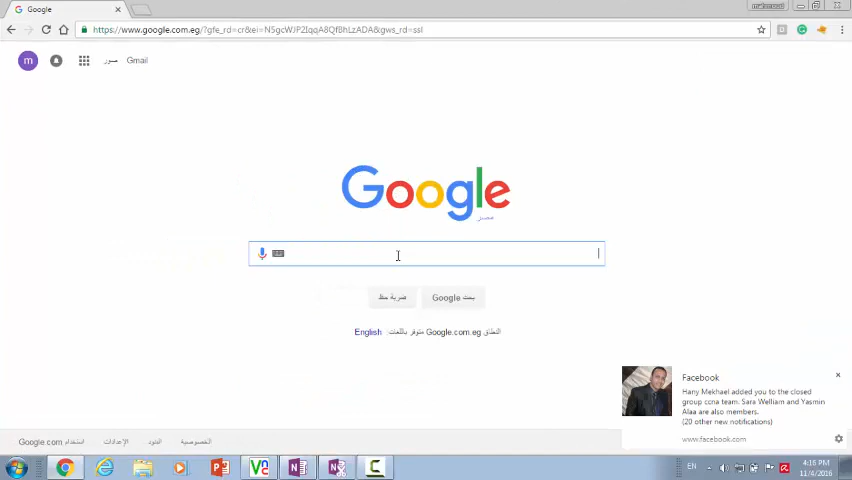 Google
https://www.google.com.eg/?gfe_rd=cr&ei=N5gcWJP2IqqA8QfBhLzADA&gws_rd=ssl
m
صور
Gmail
Google
مصر
بحث Google
ضربة حظ
النطاق Google.com.eg متوفر باللغات: English
Facebook
Hany Mekhael added you to the closed
group ccna team. Sara Welliam and Yasmin
Alaa are also members.
(20 other new notifications)
www.facebook.com
الخصوصية
البنود
الإعدادات
استخدام Google.com
EN
4:16 PM
11/4/2016